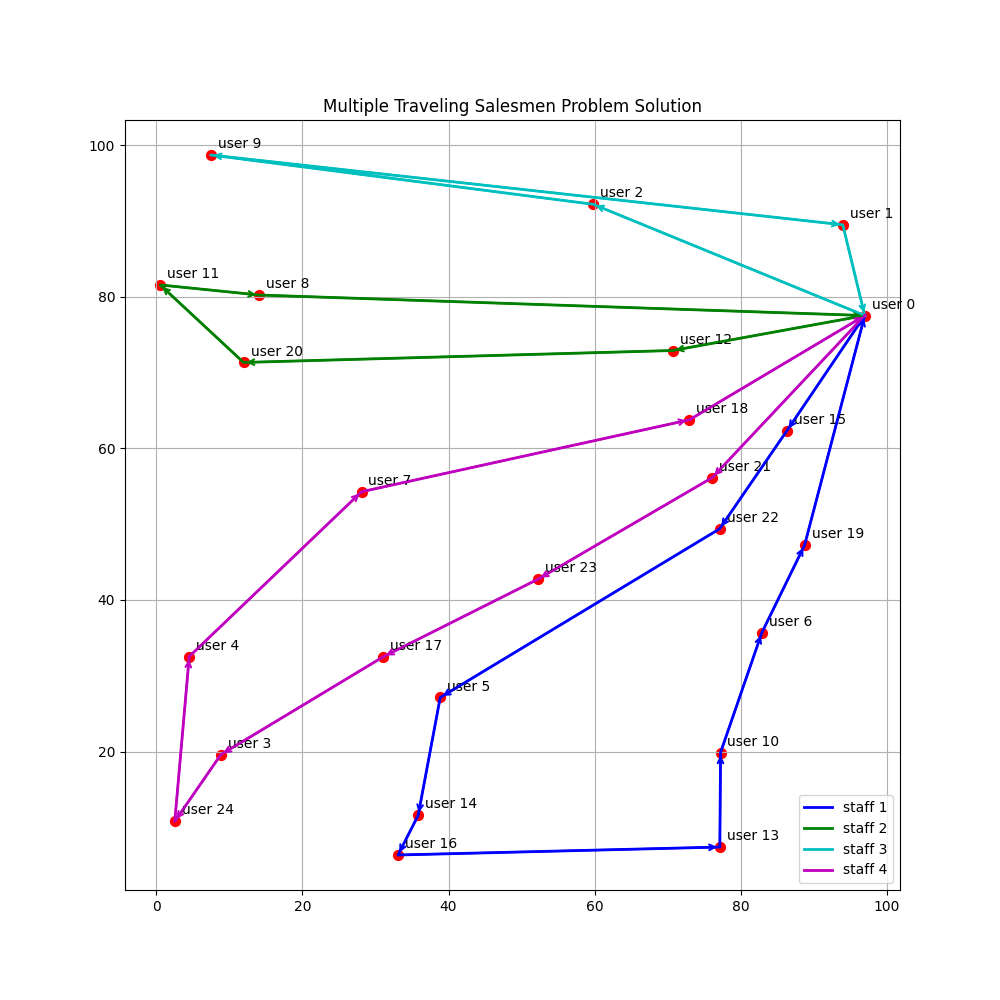 Multiple Traveling Salesmen Problem Solution
100
80
60
40
20
0
20
40
60
80
100
user 9
user 2
user 1
user 11
user 8
user 0
user 20
user 12
user 18
user 15
user 7
user 21
user 22
user 19
user 23
user 6
user 4
user 17
user 5
user 3
user 10
user 24
user 14
user 16
user 13
staff 1
staff 2
staff 3
staff 4